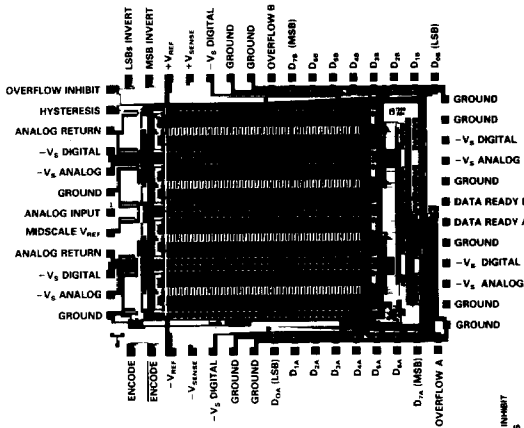 LSBs INVERT
MSB INVERT
+VREF
+VSENSE
-VS DIGITAL
GROUND
GROUND
OVERFLOW B
D7B (MSB)
D6B
D5B
D4B
D3B
D2B
D1B
D0B (LSB)
OVERFLOW INHIBIT
HYSTERESIS
ANALOG RETURN
-VS DIGITAL
-VS ANALOG
GROUND
ANALOG INPUT
MIDSCALE VREF
ANALOG RETURN
-VS DIGITAL
-VS ANALOG
GROUND
GROUND
GROUND
-VS DIGITAL
-VS ANALOG
GROUND
DATA READY
DATA READY A
GROUND
-VS DIGITAL
-VS ANALOG
GROUND
GROUND
ENCODE
ENCODE
-VREF
-VSENSE
-VS DIGITAL
GROUND
GROUND
D0A (LSB)
D1A
D2A
D3A
D4A
D5A
D6A
D7A (MSB)
OVERFLOW A
INHIBIT